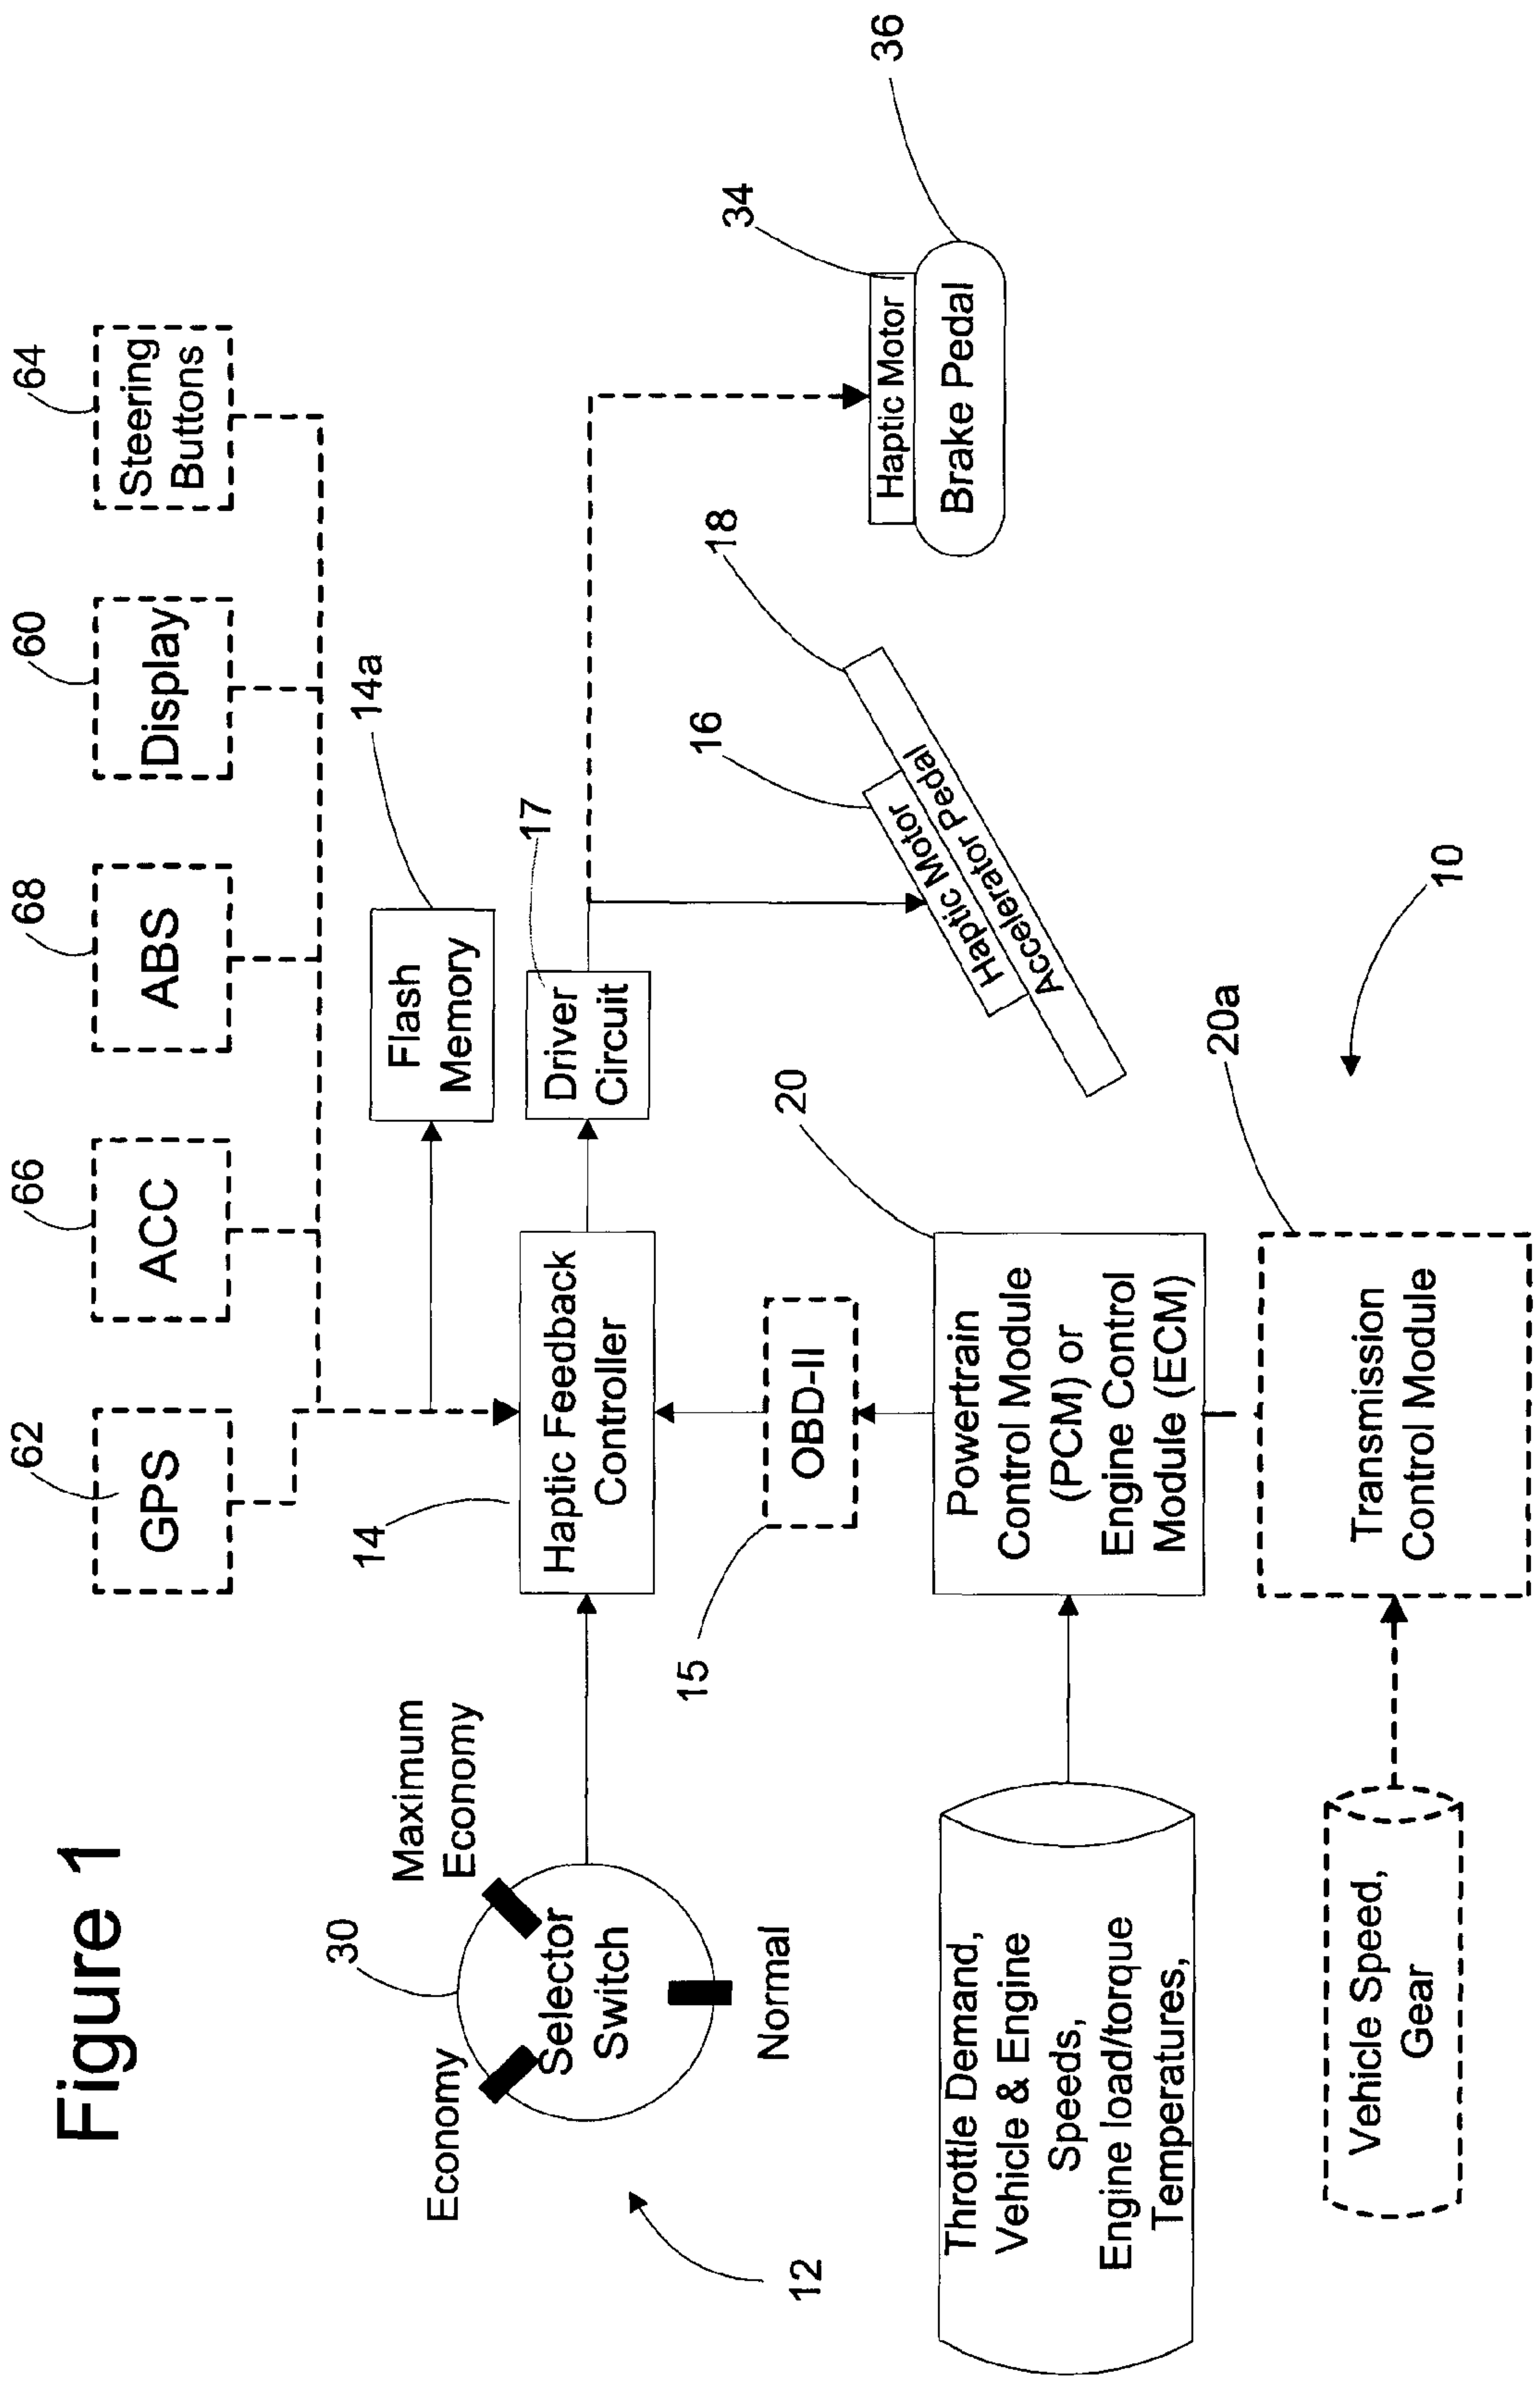 Figure 1
62
66
68
60
64
GPS
ACC
ABS
Display
Steering
Buttons
14a
Flash
Memory
30
Economy
Maximum
Economy
Selector
Switch
Normal
12
14
Haptic Feedback
Controller
17
Driver
Circuit
15
OBD-II
16
18
Haptic Motor
Accelerator Pedal
34
36
Haptic Motor
Brake Pedal
20
Throttle Demand,
Vehicle & Engine
Speeds,
Engine load/torque
Temperatures,
Powertrain
Control Module
(PCM) or
Engine Control
Module (ECM)
20a
10
Vehicle Speed,
Gear
Transmission
Control Module